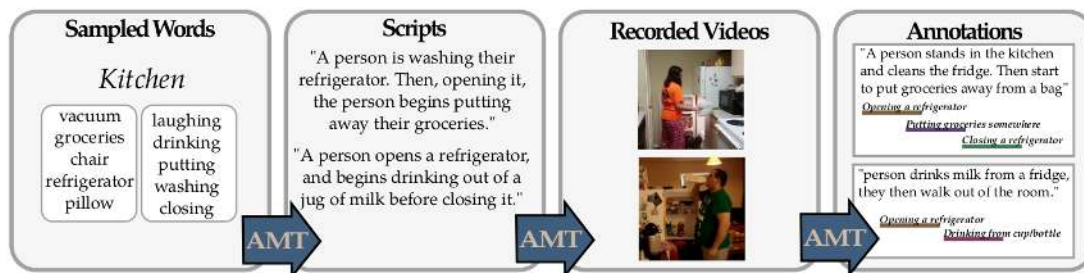 Sampled Words
Kitchen
vacuum
groceries
chair
refrigerator
pillow
laughing
drinking
putting
washing
closing
AMT
Scripts
"A person is washing their
refrigerator. Then, opening it,
the person begins putting
away their groceries."
"A person opens a refrigerator,
and begins drinking out of a
jug of milk before closing it."
AMT
Recorded Videos
AMT
Annotations
"A person stands in the kitchen
and cleans the fridge. Then start
to put groceries away from a bag"
Opening a refrigerator
Putting groceries somewhere
Closing a refrigerator
"person drinks milk from a fridge,
they then walk out of the room."
Opening a refrigerator
Drinking from cup/bottle